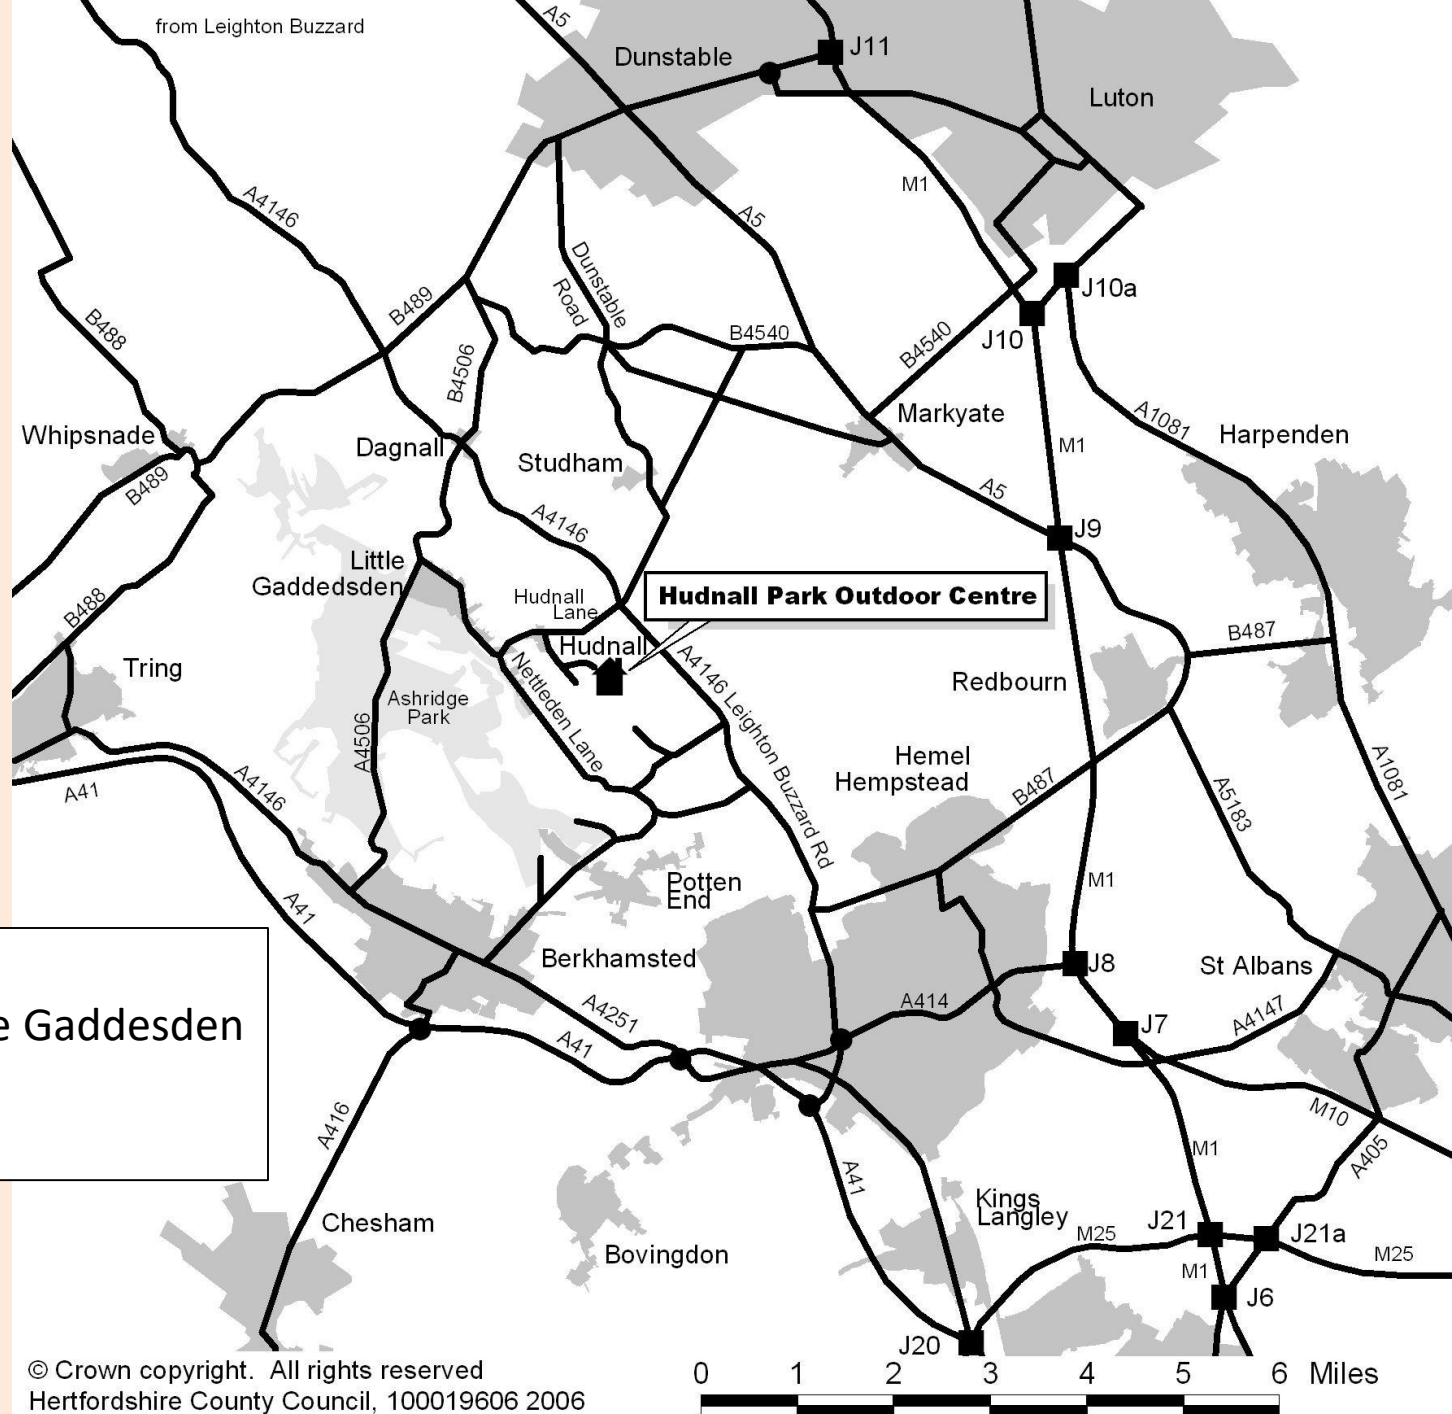 from Leighton Buzzard
A5
Dunstable
J11
Luton
M1
A4146
A5
Dunstable
Road
B489
B488
B4540
J10a
J10
B4540
B4506
Markyate
A1081
Harpenden
Whipsnade
Dagnall
M1
Studham
B489
A5
A4146
J9
Little
Gaddedsden
Hudnall
Lane
Hudnall Park Outdoor Centre
B488
B487
Hudnall
Tring
Nettleden Lane
A4146 Leighton Buzzard Rd
Redbourn
Ashridge
Park
A4506
Hemel
Hempstead
A41
A4146
B487
A5183
A1081
Potten
End
M1
A41
Berkhamsted
J8
St Albans
A4251
A414
A4147
e Gaddesden
A41
J7
A416
M10
A405
M1
A41
Kings
Langley
Chesham
J21
J21a
M25
M25
Bovingdon
M1
J6
J20
© Crown copyright. All rights reserved
Hertfordshire County Council, 100019606 2006
0 1 2 3 4 5 6 Miles